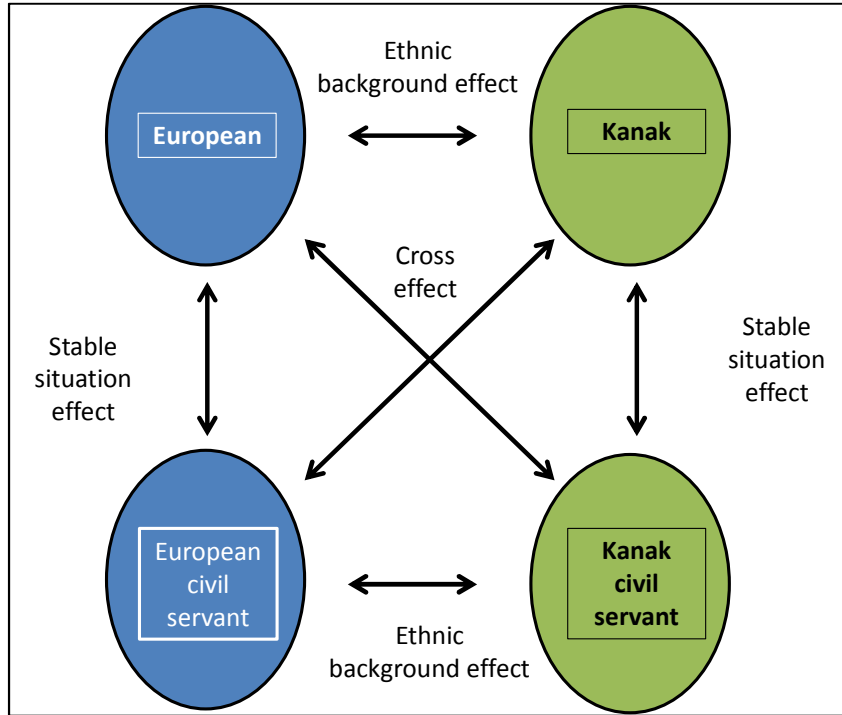 Ethnic
background effect
European
Kanak
Cross
effect
Stable
situation
effect
Stable
situation
effect
European
civil
servant
Kanak
civil
servant
Ethnic
background effect